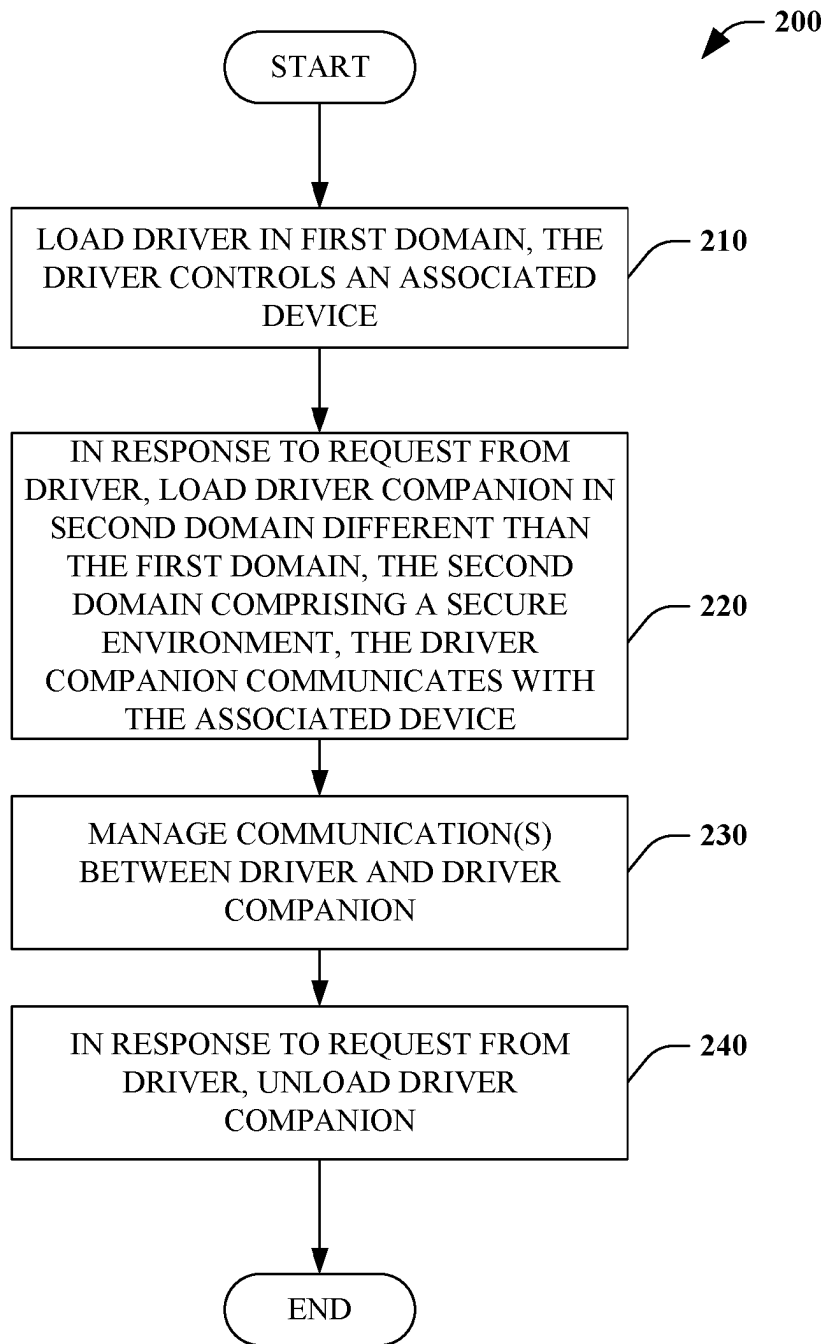 200
START
LOAD DRIVER IN FIRST DOMAIN, THE
DRIVER CONTROLS AN ASSOCIATED
DEVICE
210
IN RESPONSE TO REQUEST FROM
DRIVER, LOAD DRIVER COMPANION IN
SECOND DOMAIN DIFFERENT THAN
THE FIRST DOMAIN, THE SECOND
DOMAIN COMPRISING A SECURE
ENVIRONMENT, THE DRIVER
COMPANION COMMUNICATES WITH
THE ASSOCIATED DEVICE
220
MANAGE COMMUNICATION(S)
BETWEEN DRIVER AND DRIVER
COMPANION
230
IN RESPONSE TO REQUEST FROM
DRIVER, UNLOAD DRIVER
COMPANION
240
END